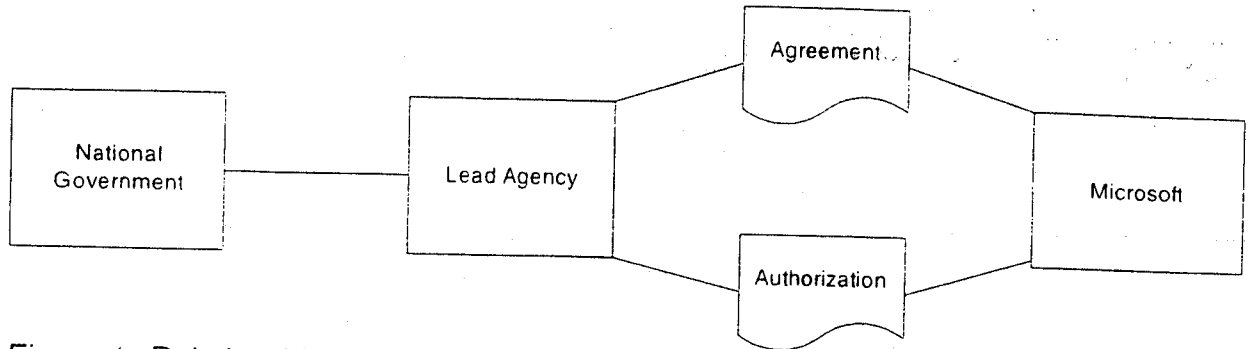 Agreement
National
Government
Lead Agency
Microsoft
Authorization